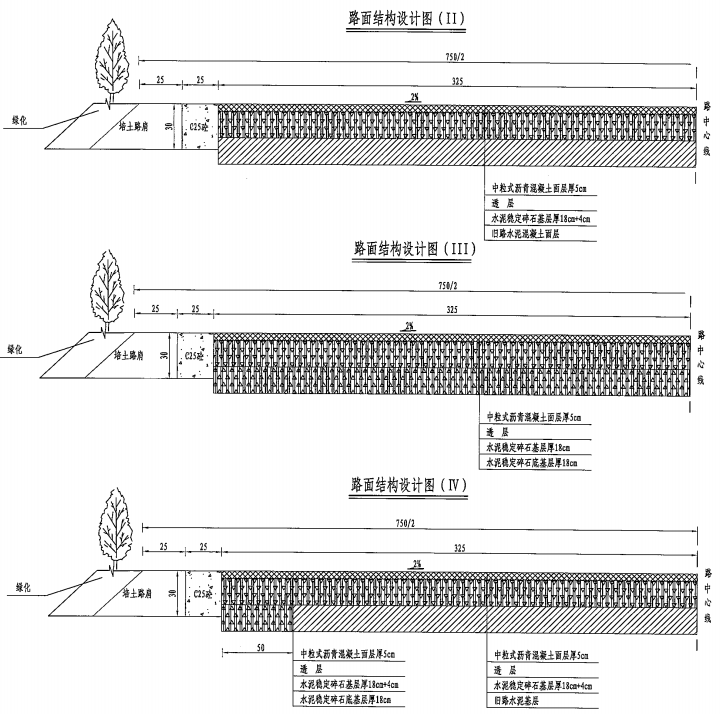 路面结构设计图（II）
750/2
25
25
325
2%
绿化
培土路肩
30
C25砼
路中心线
中粒式沥青混凝土面层厚5cm
透 层
水泥稳定碎石基层厚18cm+4cm
旧路水泥混凝土面层
路面结构设计图（III）
750/2
25
25
325
2%
绿化
培土路肩
30
C25砼
路中心线
中粒式沥青混凝土面层厚5cm
透 层
水泥稳定碎石基层厚18cm
水泥稳定碎石底基层厚18cm
路面结构设计图（IV）
750/2
25
25
325
2%
绿化
培土路肩
30
C25砼
路中心线
50
中粒式沥青混凝土面层厚5cm
透 层
水泥稳定碎石基层厚18cm+4cm
水泥稳定碎石底基层厚18cm
中粒式沥青混凝土面层厚5cm
透 层
水泥稳定碎石基层厚18cm+4cm
旧路水泥基层